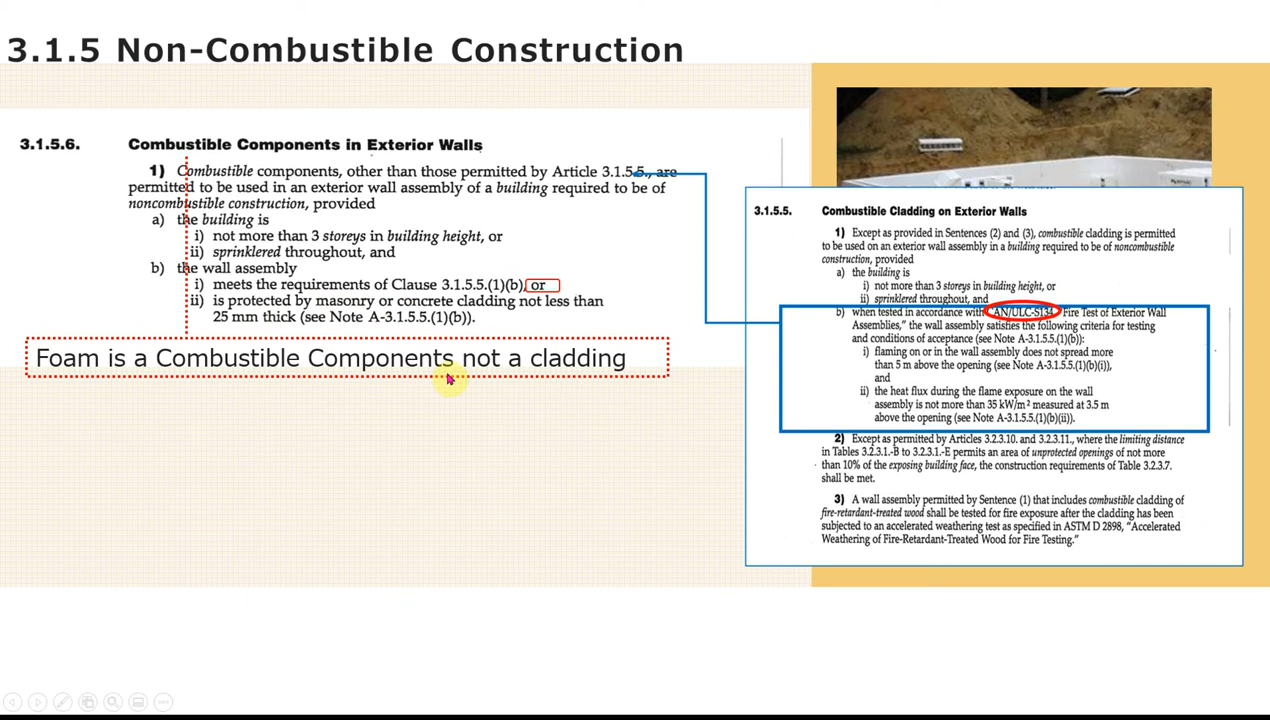 3.1.5 Non-Combustible Construction
3.1.5.6. Combustible Components in Exterior Walls
1) Combustible components, other than those permitted by Article 3.1.5.5., are
permitted to be used in an exterior wall assembly of a building required to be of
noncombustible construction, provided
a) the building is
i) not more than 3 storeys in building height, or
ii) sprinklered throughout, and
b) the wall assembly
i) meets the requirements of Clause 3.1.5.5.(1)(b), or
ii) is protected by masonry or concrete cladding not less than
25 mm thick (see Note A-3.1.5.5.(1)(b)).
Foam is a Combustible Components not a cladding
3.1.5.5. Combustible Cladding on Exterior Walls
1) Except as provided in Sentences (2) and (3), combustible cladding is permitted
to be used on an exterior wall assembly in a building required to be of noncombustible
construction, provided
a) the building is
i) not more than 3 storeys in building height, or
ii) sprinklered throughout, and
b) when tested in accordance with CAN/ULC-S134, "Fire Test of Exterior Wall
Assemblies," the wall assembly satisfies the following criteria for testing
and conditions of acceptance (see Note A-3.1.5.5.(1)(b)):
i) flaming on or in the wall assembly does not spread more
than 5 m above the opening (see Note A-3.1.5.5.(1)(b)(i)),
and
ii) the heat flux during the flame exposure on the wall
assembly is not more than 35 kW/m² measured at 3.5 m
above the opening (see Note A-3.1.5.5.(1)(b)(ii)).
2) Except as permitted by Articles 3.2.3.10. and 3.2.3.11., where the limiting distance
in Tables 3.2.3.1.-B to 3.2.3.1.-E permits an area of unprotected openings of not more
than 10% of the exposing building face, the construction requirements of Table 3.2.3.7.
shall be met.
3) A wall assembly permitted by Sentence (1) that includes combustible cladding of
fire-retardant-treated wood shall be tested for fire exposure after the cladding has been
subjected to an accelerated weathering test as specified in ASTM D 2898, "Accelerated
Weathering of Fire-Retardant-Treated Wood for Fire Testing."